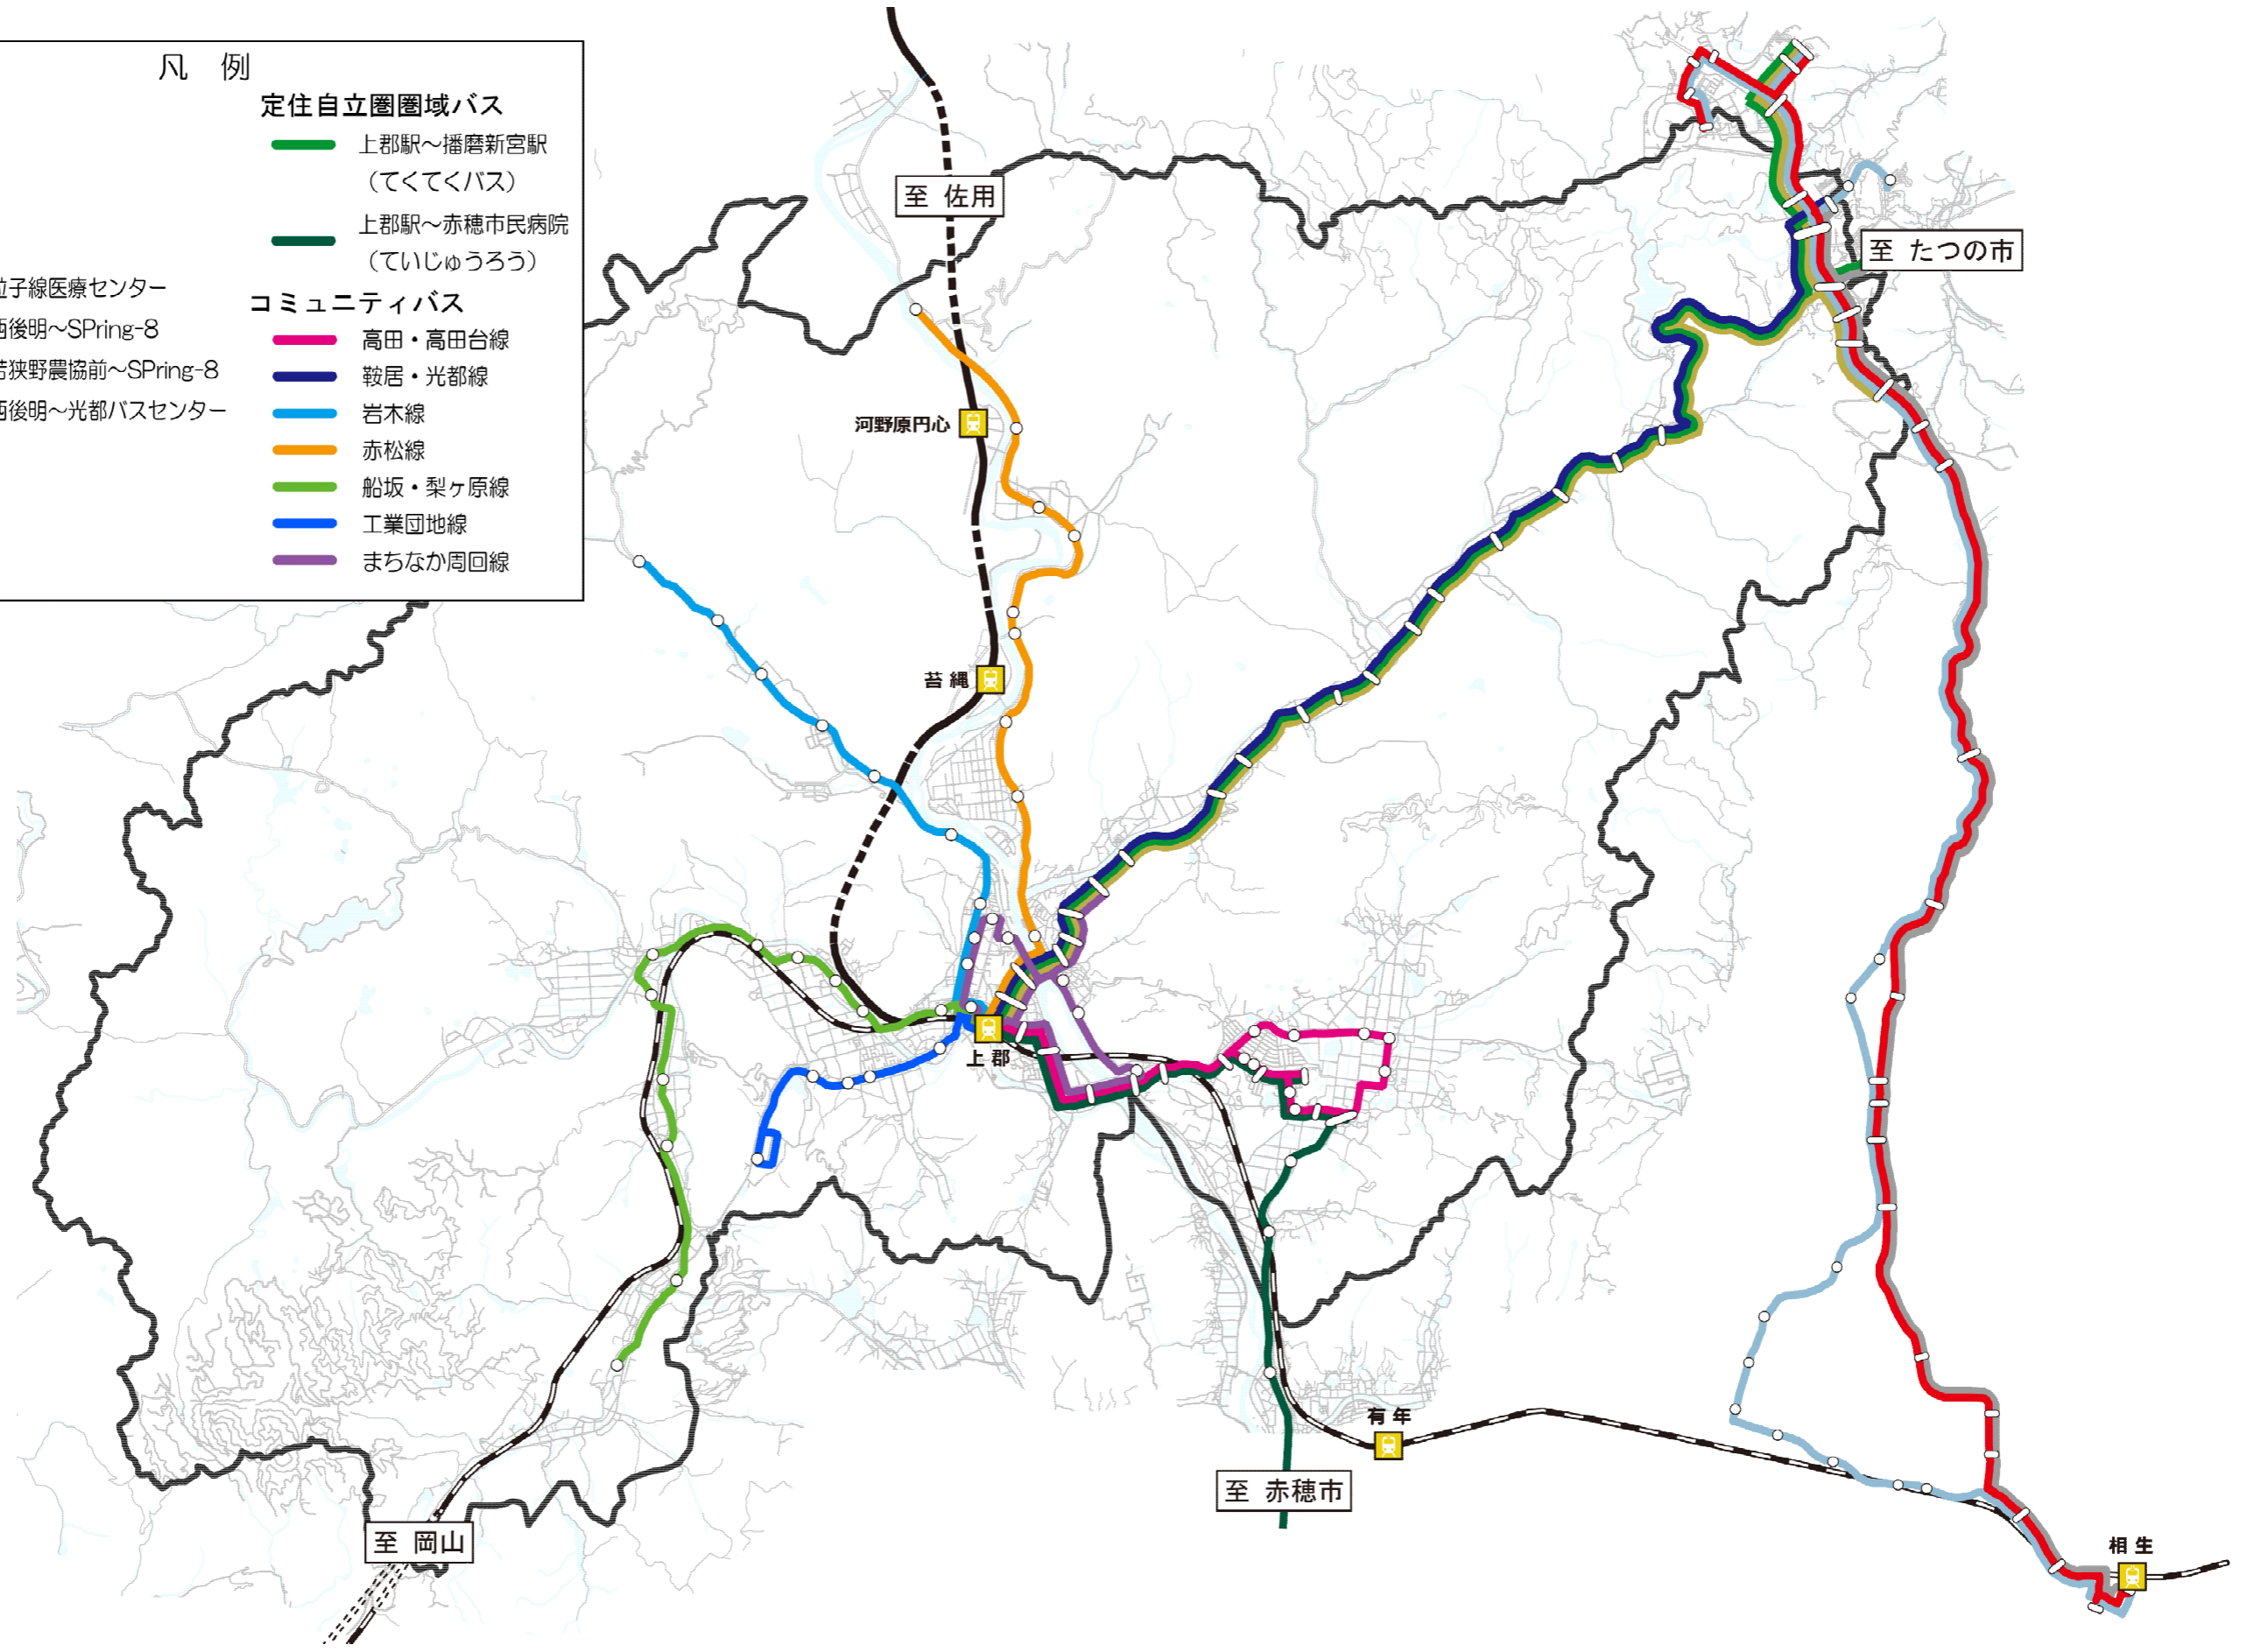 凡 例
定住自立圏圏域バス
上郡駅～播磨新宮駅
(てくてくバス)
上郡駅～赤穂市民病院
(ていじゅうろう)
粒子線医療センター
西後明～SPring-8
若狭野農協前～SPring-8
西後明～光都バスセンター
コミュニティバス
高田・高田台線
鞍居・光都線
岩木線
赤松線
船坂・梨ヶ原線
工業団地線
まちなか周回線
至 佐用
至 たつの市
河野原円心
苔縄
上郡
有年
至 赤穂市
至 岡山
相生